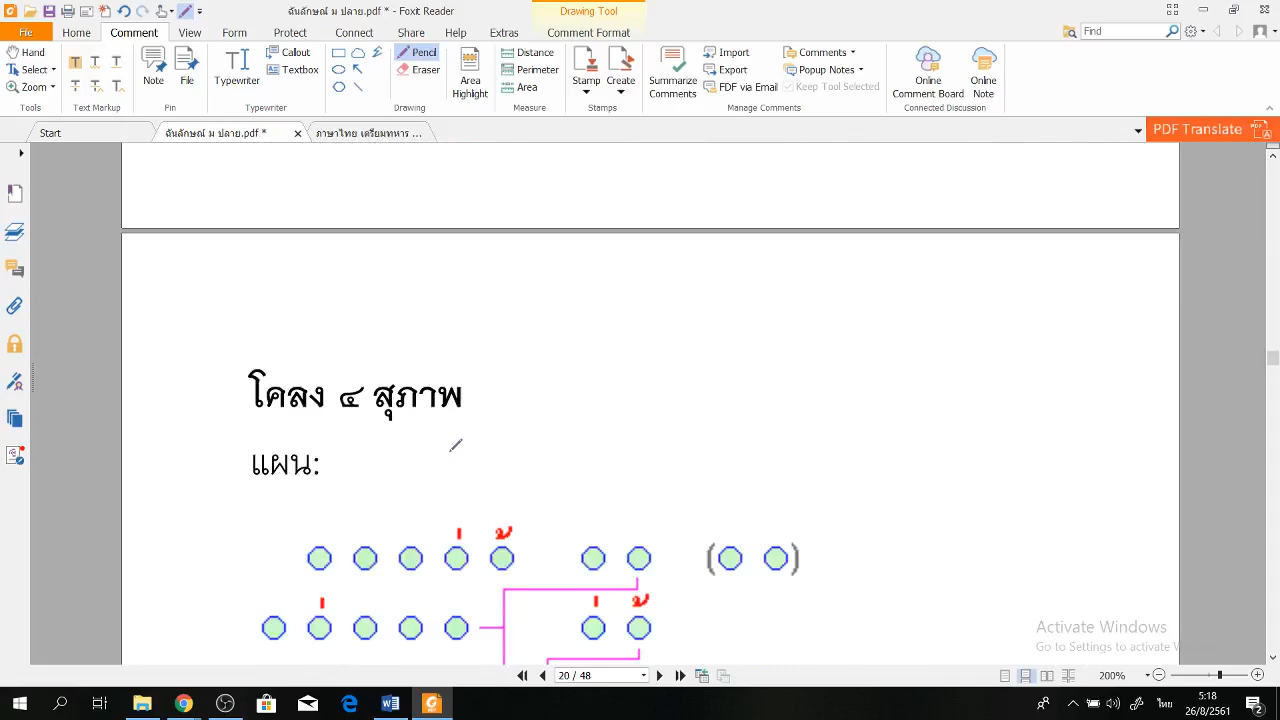 ฉันลักษณ์ ม ปลาย.pdf * - Foxit Reader
Drawing Tool
File Home Comment View Form Protect Connect Share Help Extras Comment Format Find
Hand
Select
Zoom
Tools
Text Markup
Note
File
Pin
Typewriter
Callout
Textbox
Typewriter
Pencil
Eraser
Drawing
Area Highlight
Distance
Perimeter
Area
Measure
Stamp
Create
Stamps
Summarize Comments
Import
Export
FDF via Email
Comments
Popup Notes
Keep Tool Selected
Manage Comments
Online Comment Board
Online Note
Connected Discussion
Start
ฉันลักษณ์ ม ปลาย.pdf *
ภาษาไทย เตรียมทหาร ...
PDF Translate
โคลง ๔ สุภาพ
แผน:
( )
Activate Windows
Go to Settings to activate W
20 / 48
200%
5:18
ไทย
26/8/2561